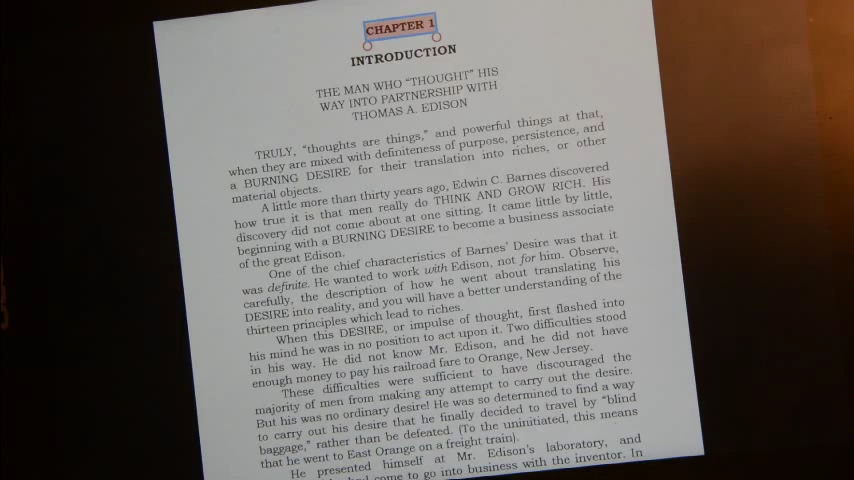 CHAPTER 1
INTRODUCTION
THE MAN WHO “THOUGHT” HIS
WAY INTO PARTNERSHIP WITH
THOMAS A. EDISON
TRULY, “thoughts are things,” and powerful things at that,
when they are mixed with definiteness of purpose, persistence, and
a BURNING DESIRE for their translation into riches, or other
material objects.
A little more than thirty years ago, Edwin C. Barnes discovered
how true it is that men really do THINK AND GROW RICH. His
discovery did not come about at one sitting. It came little by little,
beginning with a BURNING DESIRE to become a business associate
of the great Edison.
One of the chief characteristics of Barnes’ Desire was that it
was definite. He wanted to work with Edison, not for him. Observe,
carefully, the description of how he went about translating his
DESIRE into reality, and you will have a better understanding of the
thirteen principles which lead to riches.
When this DESIRE, or impulse of thought, first flashed into
his mind he was in no position to act upon it. Two difficulties stood
in his way. He did not know Mr. Edison, and he did not have
enough money to pay his railroad fare to Orange, New Jersey.
These difficulties were sufficient to have discouraged the
majority of men from making any attempt to carry out the desire.
But his was no ordinary desire! He was so determined to find a way
to carry out his desire that he finally decided to travel by “blind
baggage,” rather than be defeated. (To the uninitiated, this means
that he went to East Orange on a freight train).
He presented himself at Mr. Edison’s laboratory, and
had come to go into business with the inventor. In